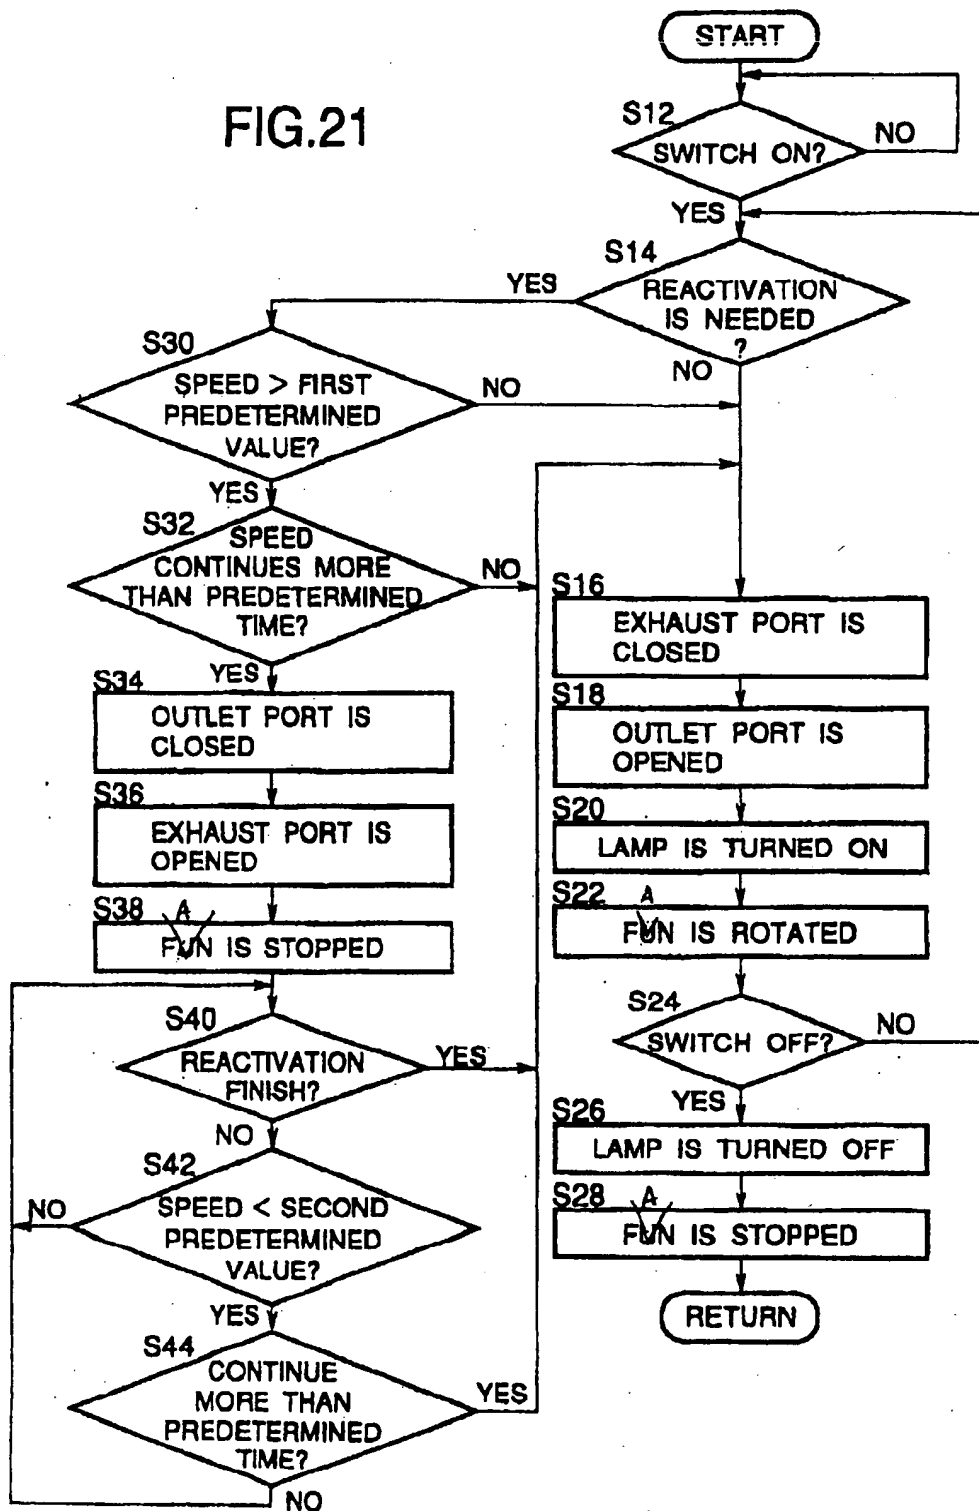 FIG.21
START
S12
SWITCH ON?
NO
YES
S14
REACTIVATION
IS NEEDED
?
YES
NO
S30
SPEED > FIRST
PREDETERMINED
VALUE?
NO
YES
S32
SPEED
CONTINUES MORE
THAN PREDETERMINED
TIME?
NO
YES
S34
OUTLET PORT IS
CLOSED
S36
EXHAUST PORT IS
OPENED
S38
A
FUN IS STOPPED
S40
REACTIVATION
FINISH?
YES
NO
S42
SPEED < SECOND
PREDETERMINED
VALUE?
NO
YES
S44
CONTINUE
MORE THAN
PREDETERMINED
TIME?
YES
NO
S16
EXHAUST PORT IS
CLOSED
S18
OUTLET PORT IS
OPENED
S20
LAMP IS TURNED ON
S22
A
FUN IS ROTATED
S24
SWITCH OFF?
NO
YES
S26
LAMP IS TURNED OFF
S28
A
FUN IS STOPPED
RETURN